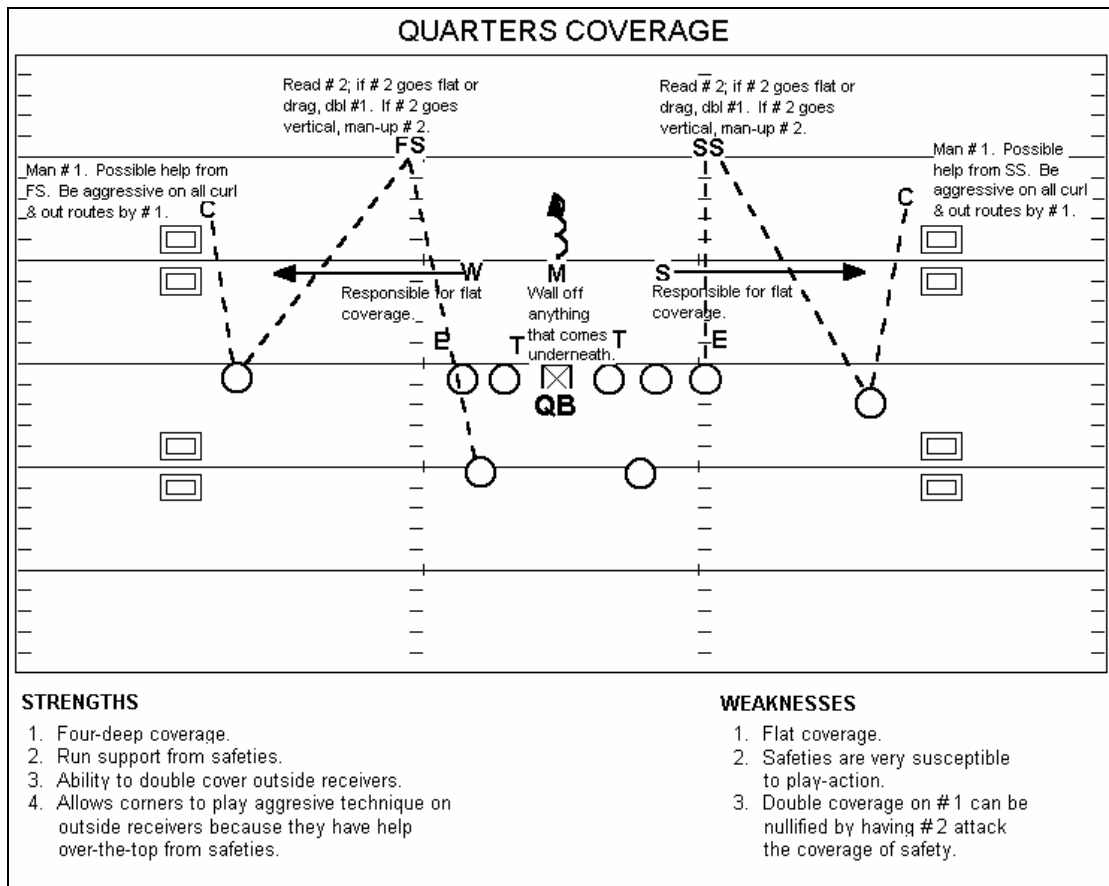 QUARTERS COVERAGE
Read # 2; if # 2 goes flat or
drag, dbl #1. If # 2 goes
vertical, man-up # 2.
Read # 2; if # 2 goes flat or
drag, dbl #1. If # 2 goes
vertical, man-up # 2.
FS
SS
Man # 1. Possible help from
FS. Be aggressive on all curl
& out routes by # 1.
C
Man # 1. Possible
help from SS. Be
aggressive on all curl
& out routes by # 1.
C
W
M
S
Responsible for flat
coverage.
Wall off
anything
that comes
underneath.
Responsible for flat
coverage.
E
T
T
E
QB
STRENGTHS
1. Four-deep coverage.
2. Run support from safeties.
3. Ability to double cover outside receivers.
4. Allows corners to play aggresive technique on
outside receivers because they have help
over-the-top from safeties.
WEAKNESSES
1. Flat coverage.
2. Safeties are very susceptible
to play-action.
3. Double coverage on #1 can be
nullified by having #2 attack
the coverage of safety.